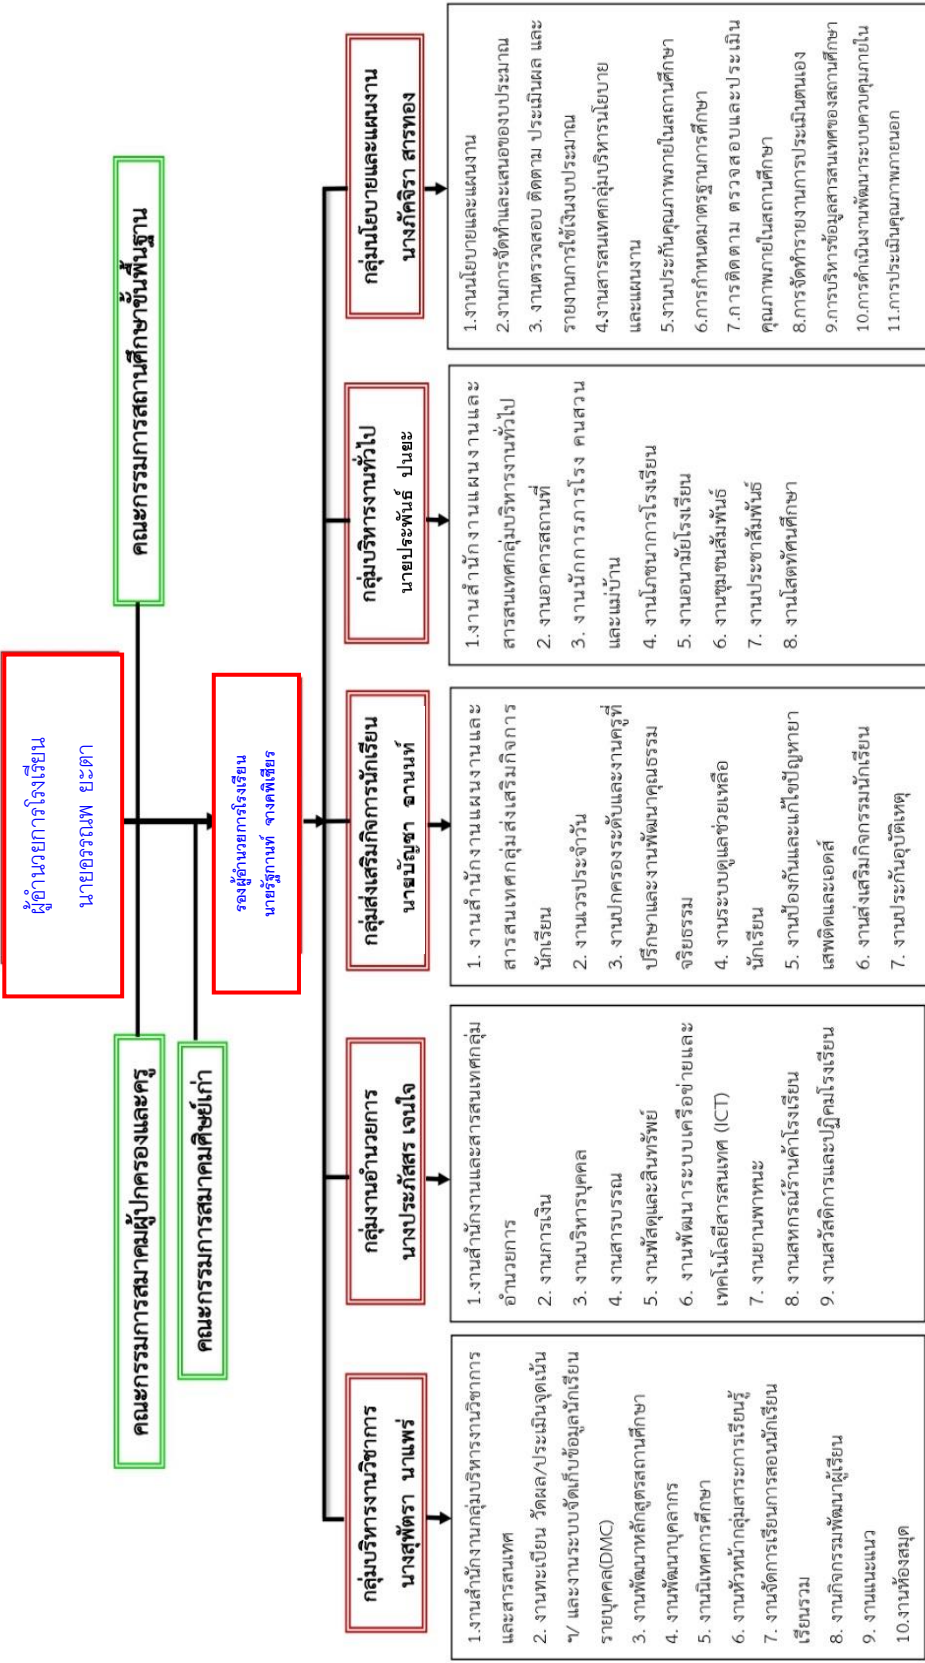 ผู้อำนวยการโรงเรียน
นายอรรณพ ยะตา
คณะกรรมการสมาคมผู้ปกครองและครู
คณะกรรมการสถานศึกษาขั้นพื้นฐาน
คณะกรรมการสมาคมศิษย์เก่า
รองผู้อำนวยการโรงเรียน
นายรัฐกานท์ จางคพิเชียร
กลุ่มบริหารงานวิชาการ
นางสุพัตรา นาแพร่
1.งานสำนักงานกลุ่มบริหารงานวิชาการ
และสารสนเทศ
2. งานทะเบียน วัดผล/ประเมินจุดเน้น
ฯ/ และงานระบบจัดเก็บข้อมูลนักเรียน
รายบุคคล(DMC)
3. งานพัฒนาหลักสูตรสถานศึกษา
4. งานพัฒนาบุคลากร
5. งานนิเทศการศึกษา
6. งานหัวหน้ากลุ่มสาระการเรียนรู้
7. งานจัดการเรียนการสอนนักเรียน
เรียนรวม
8. งานกิจกรรมพัฒนาผู้เรียน
9. งานแนะแนว
10.งานห้องสมุด
กลุ่มงานอำนวยการ
นางประภัสสร เจนใจ
1.งานสำนักงานและสารสนเทศกลุ่ม
อำนวยการ
2. งานการเงิน
3. งานบริหารบุคคล
4. งานสารบรรณ
5. งานพัสดุและสินทรัพย์
6. งานพัฒนาระบบเครือข่ายและ
เทคโนโลยีสารสนเทศ (ICT)
7. งานยานพาหนะ
8. งานสหกรณ์ร้านค้าโรงเรียน
9. งานสวัสดิการและปฏิคมโรงเรียน
กลุ่มส่งเสริมกิจการนักเรียน
นายบัญชา อานนท์
1. งานสำนักงานแผนงานและ
สารสนเทศกลุ่มส่งเสริมกิจการ
นักเรียน
2. งานเวรประจำวัน
3. งานปกครองระดับและงานครูที่
ปรึกษาและงานพัฒนาคุณธรรม
จริยธรรม
4. งานระบบดูแลช่วยเหลือ
นักเรียน
5. งานป้องกันและแก้ไขปัญหายา
เสพติดและเอดส์
6. งานส่งเสริมกิจกรรมนักเรียน
7. งานประกันอุบัติเหตุ
กลุ่มบริหารงานทั่วไป
นายประพันธ์ ปนยะ
1.งานสำนักงานแผนงานและ
สารสนเทศกลุ่มบริหารงานทั่วไป
2. งานอาคารสถานที่
3. งานนักการภารโรง คนสวน
และแม่บ้าน
4. งานโภชนาการโรงเรียน
5. งานอนามัยโรงเรียน
6. งานชุมชนสัมพันธ์
7. งานประชาสัมพันธ์
8. งานโสตทัศนศึกษา
กลุ่มนโยบายและแผนงาน
นางภัคจิรา สารทอง
1.งานนโยบายและแผนงาน
2.งานการจัดทำและเสนอของบประมาณ
3. งานตรวจสอบ ติดตาม ประเมินผล และ
รายงานการใช้เงินงบประมาณ
4.งานสารสนเทศกลุ่มบริหารนโยบาย
และแผนงาน
5.งานประกันคุณภาพภายในสถานศึกษา
6.การกำหนดมาตรฐานการศึกษา
7.การติดตาม ตรวจสอบและประเมิน
คุณภาพภายในสถานศึกษา
8.การจัดทำรายงานการประเมินตนเอง
9.การบริหารข้อมูลสารสนเทศของสถานศึกษา
10.การดำเนินงานพัฒนาระบบควบคุมภายใน
11.การประเมินคุณภาพภายนอก